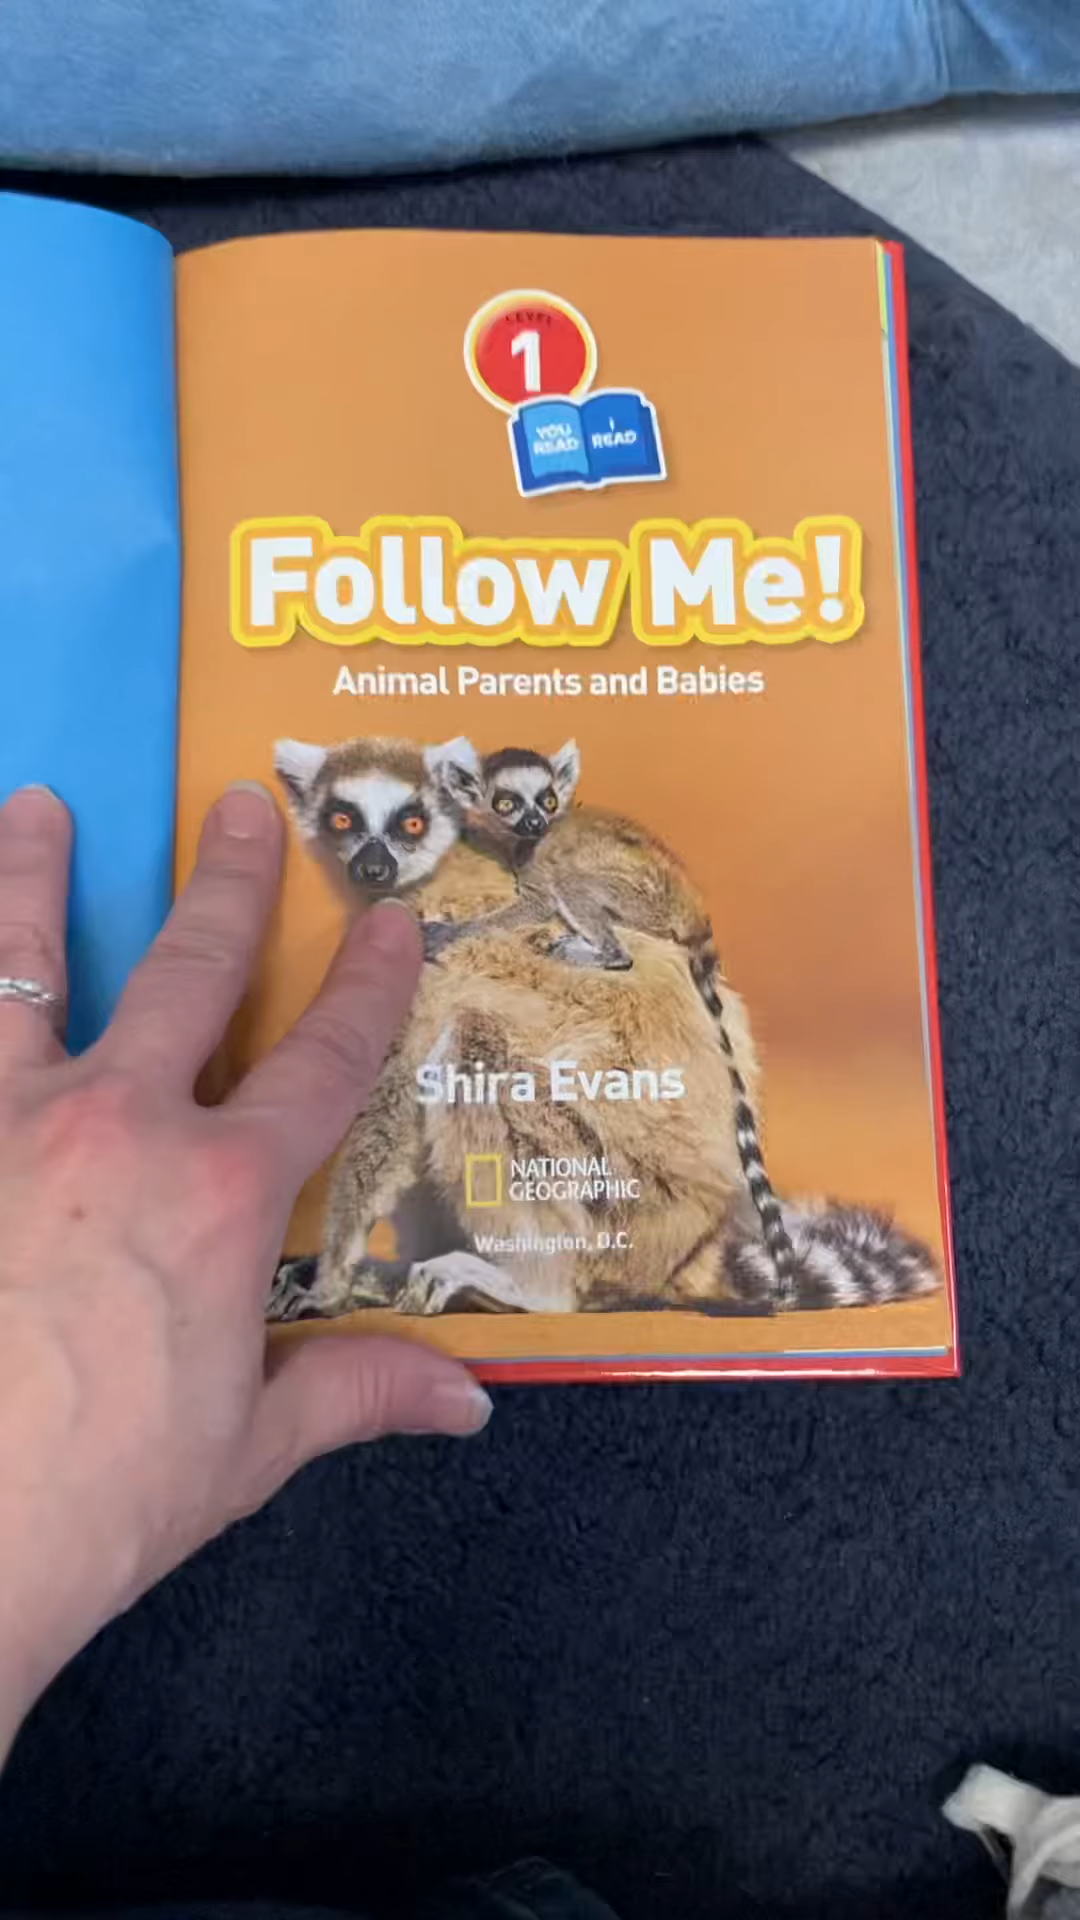 LEVEL
1
YOU READ
I READ
Follow Me!
Animal Parents and Babies
Shira Evans
NATIONAL
GEOGRAPHIC
Washington, D.C.